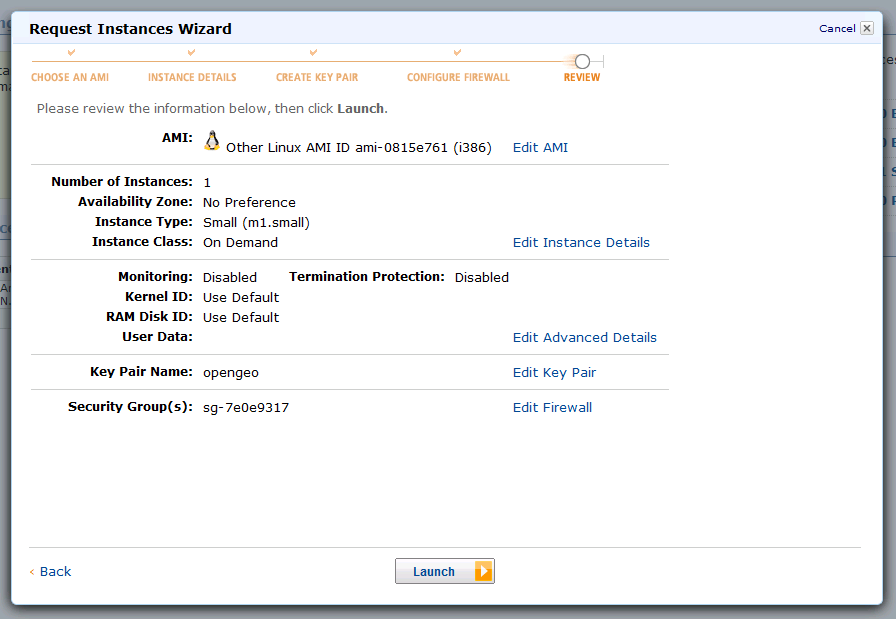 Request Instances Wizard Cancel
CHOOSE AN AMI INSTANCE DETAILS CREATE KEY PAIR CONFIGURE FIREWALL REVIEW
Please review the information below, then click Launch.
AMI: Other Linux AMI ID ami-0815e761 (i386) Edit AMI
Number of Instances: 1
Availability Zone: No Preference
Instance Type: Small (m1.small)
Instance Class: On Demand Edit Instance Details
Monitoring: Disabled Termination Protection: Disabled
Kernel ID: Use Default
RAM Disk ID: Use Default
User Data: Edit Advanced Details
Key Pair Name: opengeo Edit Key Pair
Security Group(s): sg-7e0e9317 Edit Firewall
‹ Back Launch